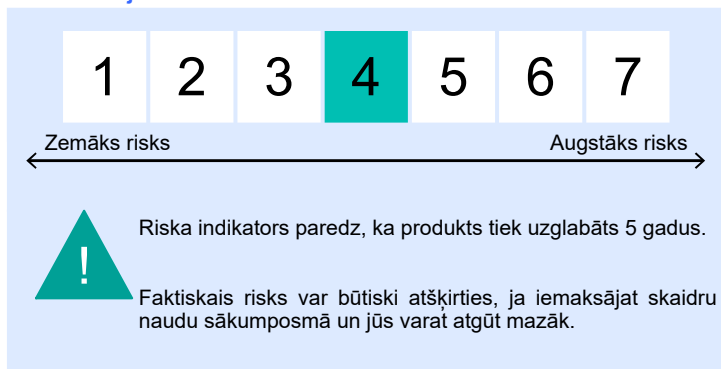 1 2 3 4 5 6 7
Zemāks risks Augstāks risks
!
Riska indikators paredz, ka produkts tiek uzglabāts 5 gadus.
Faktiskais risks var būtiski atšķirties, ja iemaksājat skaidru
naudu sākumposmā un jūs varat atgūt mazāk.